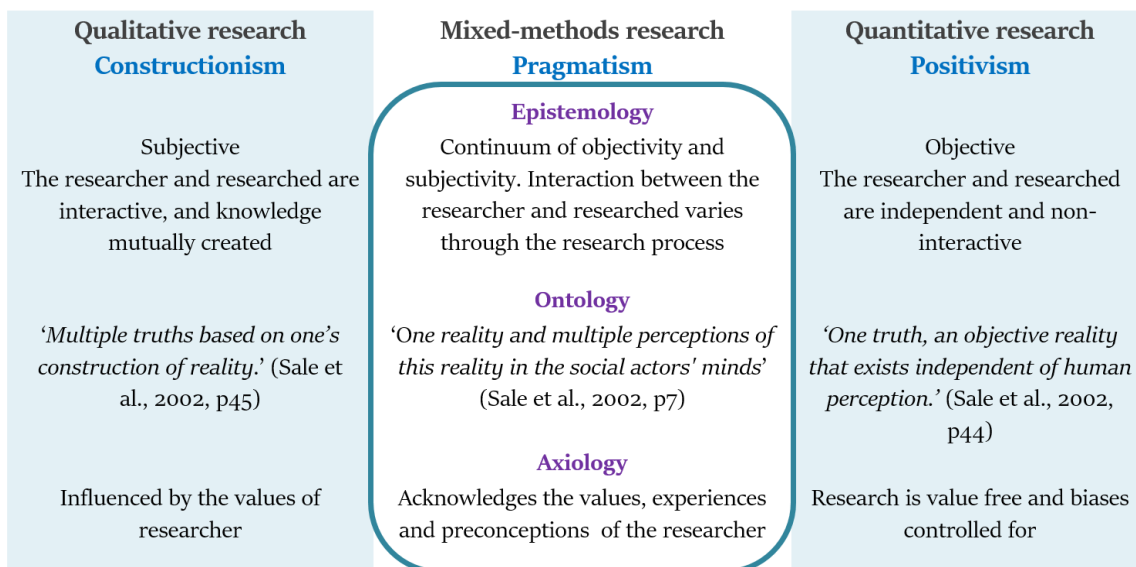 Qualitative research
Constructionism
Subjective
The researcher and researched are
interactive, and knowledge
mutually created
‘Multiple truths based on one’s
construction of reality.’ (Sale et
al., 2002, p45)
Influenced by the values of
researcher
Mixed-methods research
Pragmatism
Epistemology
Continuum of objectivity and
subjectivity. Interaction between the
researcher and researched varies
through the research process
Ontology
‘One reality and multiple perceptions of
this reality in the social actors' minds’
(Sale et al., 2002, p7)
Axiology
Acknowledges the values, experiences
and preconceptions of the researcher
Quantitative research
Positivism
Objective
The researcher and researched
are independent and non-
interactive
‘One truth, an objective reality
that exists independent of human
perception.’ (Sale et al., 2002,
p44)
Research is value free and biases
controlled for